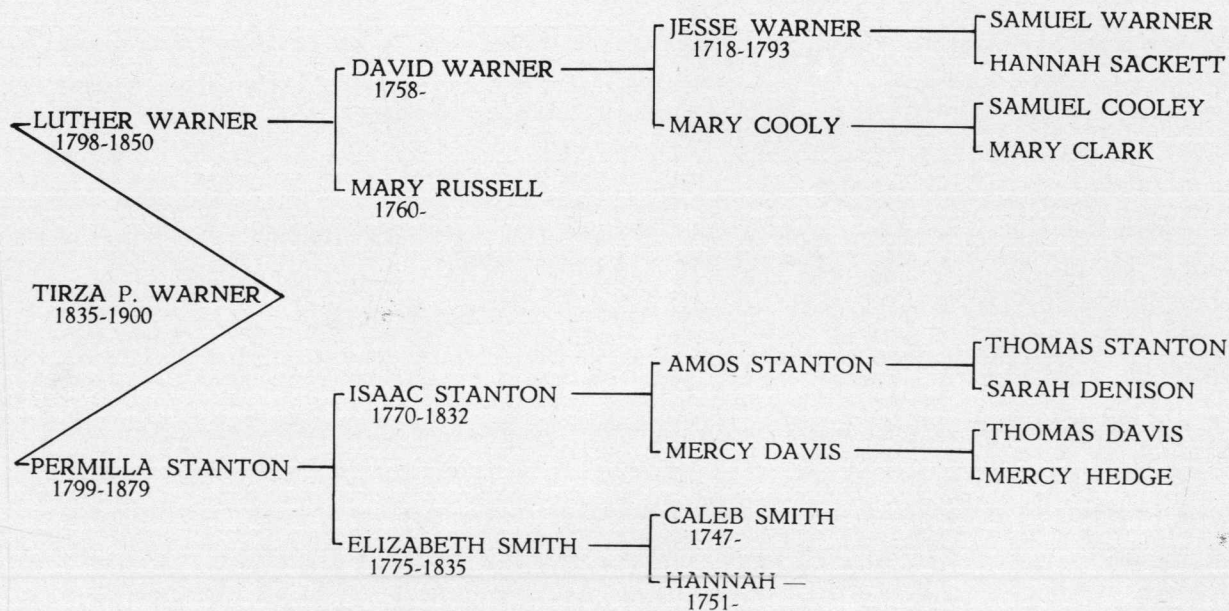 JESSE WARNER
1718-1793
SAMUEL WARNER
HANNAH SACKETT
DAVID WARNER
1758-
MARY COOLY
SAMUEL COOLEY
MARY CLARK
LUTHER WARNER
1798-1850
MARY RUSSELL
1760-
TIRZA P. WARNER
1835-1900
AMOS STANTON
THOMAS STANTON
SARAH DENISON
ISAAC STANTON
1770-1832
MERCY DAVIS
THOMAS DAVIS
MERCY HEDGE
PERMILLA STANTON
1799-1879
CALEB SMITH
1747-
ELIZABETH SMITH
1775-1835
HANNAH —
1751-